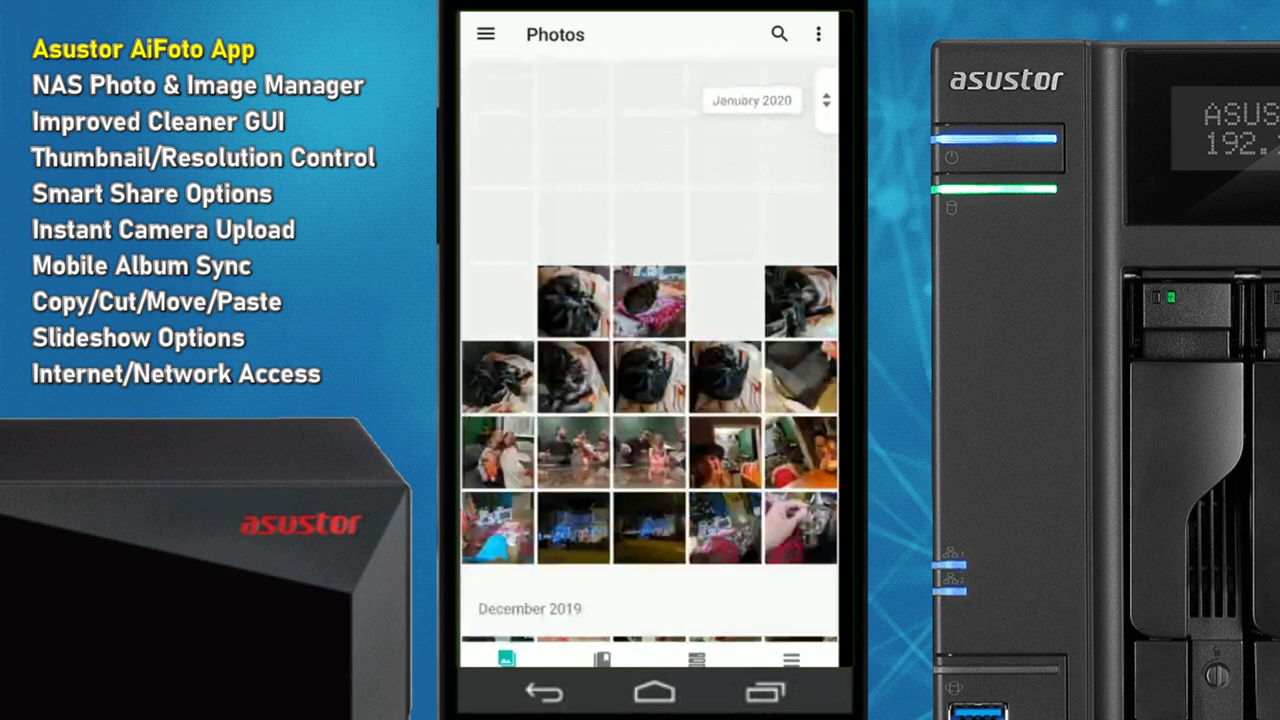 Asustor AiFoto App
NAS Photo & Image Manager
Improved Cleaner GUI
Thumbnail/Resolution Control
Smart Share Options
Instant Camera Upload
Mobile Album Sync
Copy/Cut/Move/Paste
Slideshow Options
Internet/Network Access
asustor
Photos
January 2020
December 2019
asustor
ASUS
192.